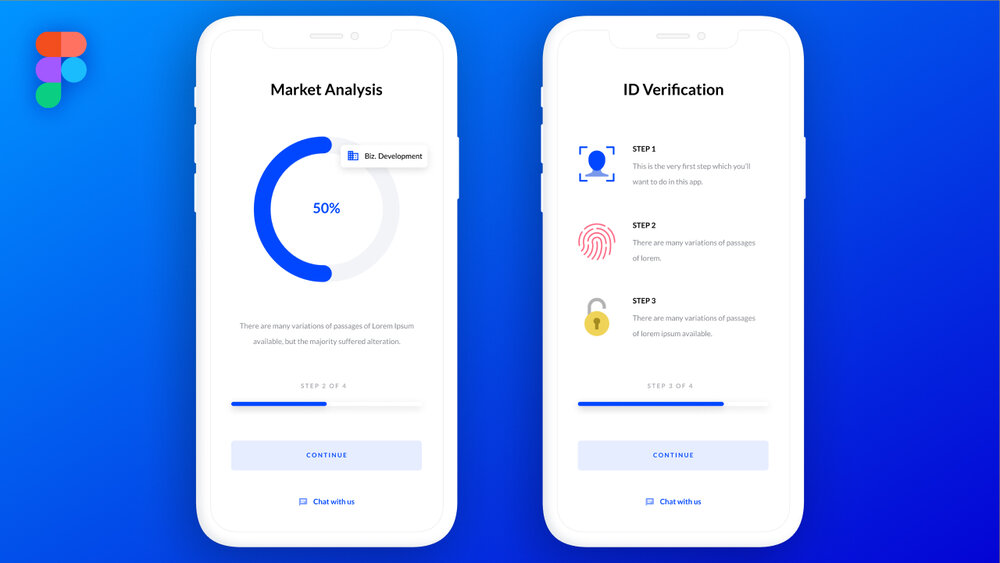 Market Analysis
Biz. Development
50%
There are many variations of passages of Lorem Ipsum
available, but the majority suffered alteration.
STEP 2 OF 4
CONTINUE
Chat with us
ID Verification
STEP 1
This is the very first step which you'll
want to do in this app.
STEP 2
There are many variations of passages
of lorem.
STEP 3
There are many variations of passages
of lorem ipsum available.
STEP 3 OF 4
CONTINUE
Chat with us